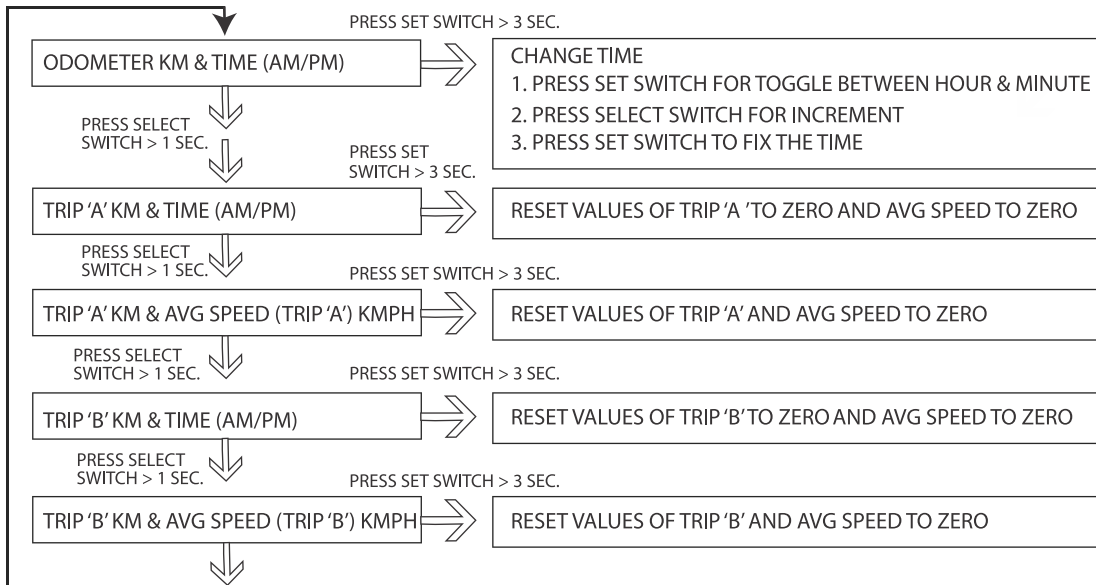 PRESS SET SWITCH > 3 SEC.
ODOMETER KM & TIME (AM/PM)
CHANGE TIME
1. PRESS SET SWITCH FOR TOGGLE BETWEEN HOUR & MINUTE
2. PRESS SELECT SWITCH FOR INCREMENT
3. PRESS SET SWITCH TO FIX THE TIME
PRESS SELECT
SWITCH > 1 SEC.
PRESS SET
SWITCH > 3 SEC.
TRIP ‘A’ KM & TIME (AM/PM)
RESET VALUES OF TRIP ‘A ’TO ZERO AND AVG SPEED TO ZERO
PRESS SELECT
SWITCH > 1 SEC.
PRESS SET SWITCH > 3 SEC.
TRIP ‘A’ KM & AVG SPEED (TRIP ‘A’) KMPH
RESET VALUES OF TRIP ‘A’ AND AVG SPEED TO ZERO
PRESS SELECT
SWITCH > 1 SEC.
PRESS SET SWITCH > 3 SEC.
TRIP ‘B’ KM & TIME (AM/PM)
RESET VALUES OF TRIP ‘B’ TO ZERO AND AVG SPEED TO ZERO
PRESS SELECT
SWITCH > 1 SEC.
PRESS SET SWITCH > 3 SEC.
TRIP ‘B’ KM & AVG SPEED (TRIP ‘B’) KMPH
RESET VALUES OF TRIP ‘B’ AND AVG SPEED TO ZERO